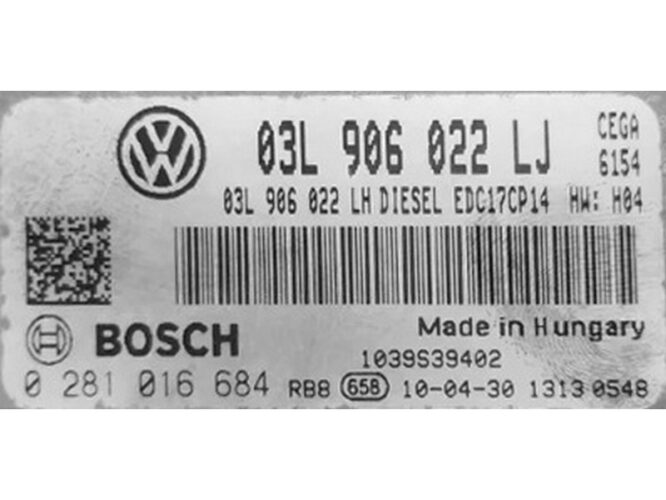 03L 906 022 LJ CEGA
6154
03L 906 022 LH DIESEL EDC17CP14 HW: H04
BOSCH Made in Hungary
1039S39402
0 281 016 684 RB8 658 10-04-30 1313 0548